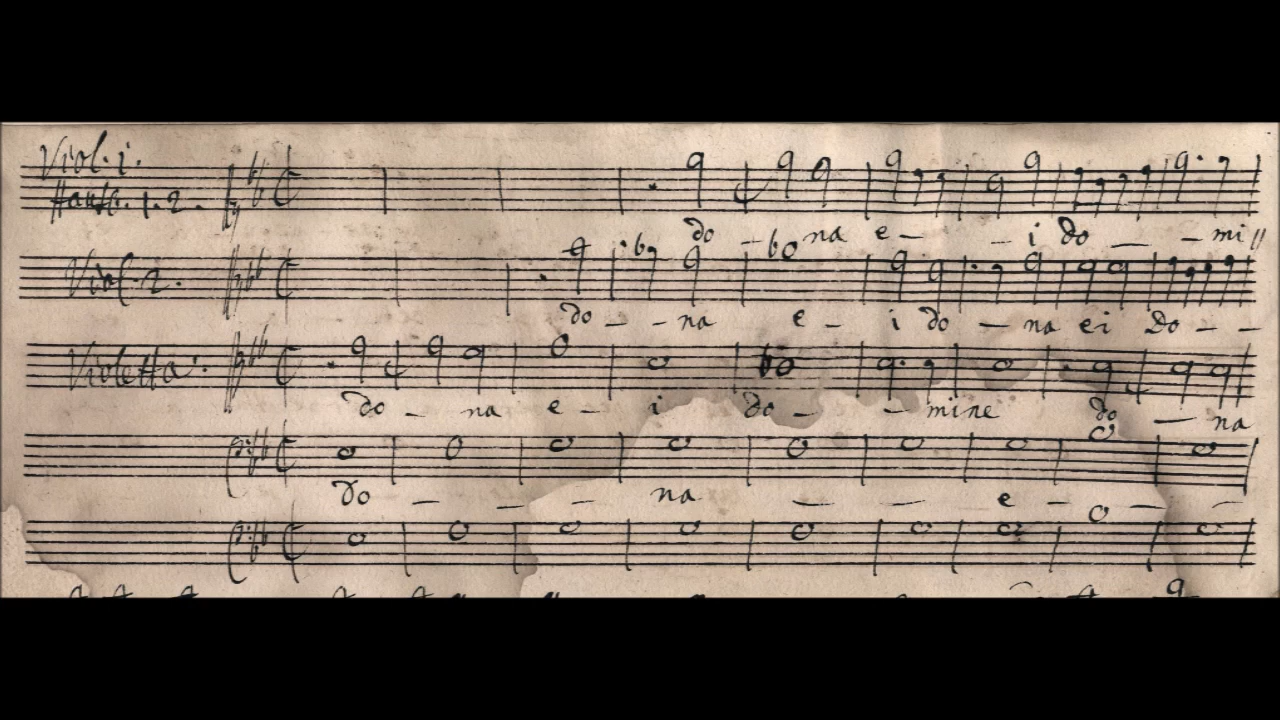 Viol. 1.
Hautb. 1. 2.
do – na e – – i do – – mi
Viol. 2.
do – – na e – i do – na ei do – –
Violetta.
do – na e – i do – – mine do – na
do – – – na – – e –